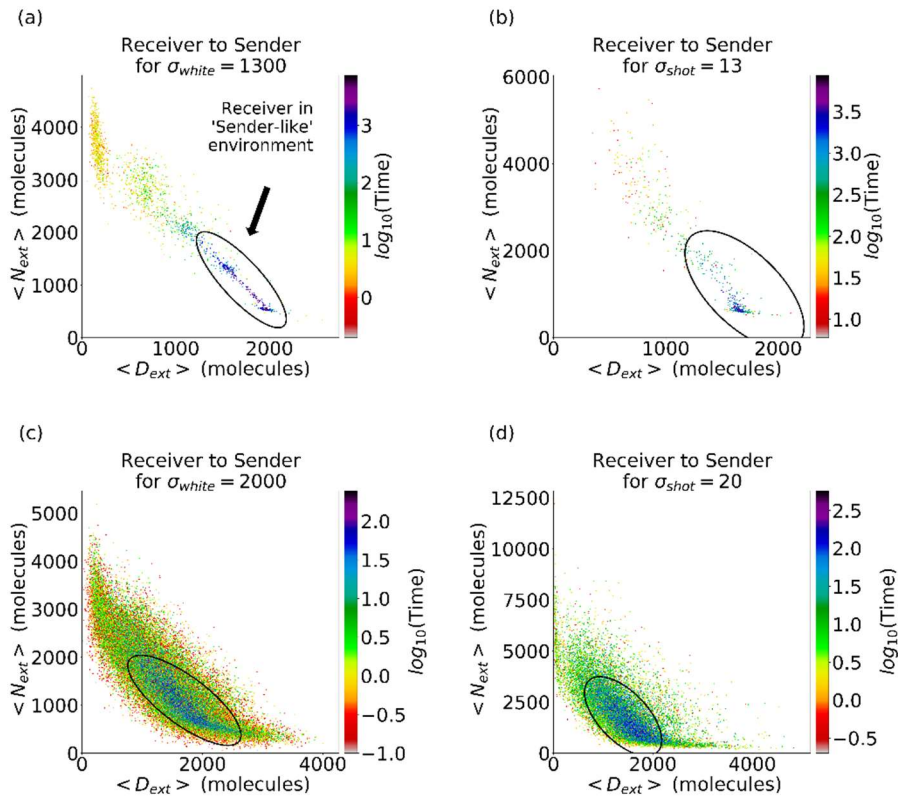 (a)
Receiver to Sender
for σ_white = 1300
Receiver in
'Sender-like'
environment
< N_ext > (molecules)
4000
3000
2000
1000
0
0
1000
2000
< D_ext > (molecules)
3
2
1
0
log₁₀(Time)
(b)
Receiver to Sender
for σ_shot = 13
< N_ext > (molecules)
6000
4000
2000
0
0
1000
2000
< D_ext > (molecules)
3.5
3.0
2.5
2.0
1.5
1.0
log₁₀(Time)
(c)
Receiver to Sender
for σ_white = 2000
< N_ext > (molecules)
5000
4000
3000
2000
1000
0
0
2000
4000
< D_ext > (molecules)
2.0
1.5
1.0
0.5
0.0
−0.5
−1.0
log₁₀(Time)
(d)
Receiver to Sender
for σ_shot = 20
< N_ext > (molecules)
12500
10000
7500
5000
2500
0
0
2000
4000
< D_ext > (molecules)
2.5
2.0
1.5
1.0
0.5
0.0
−0.5
log₁₀(Time)